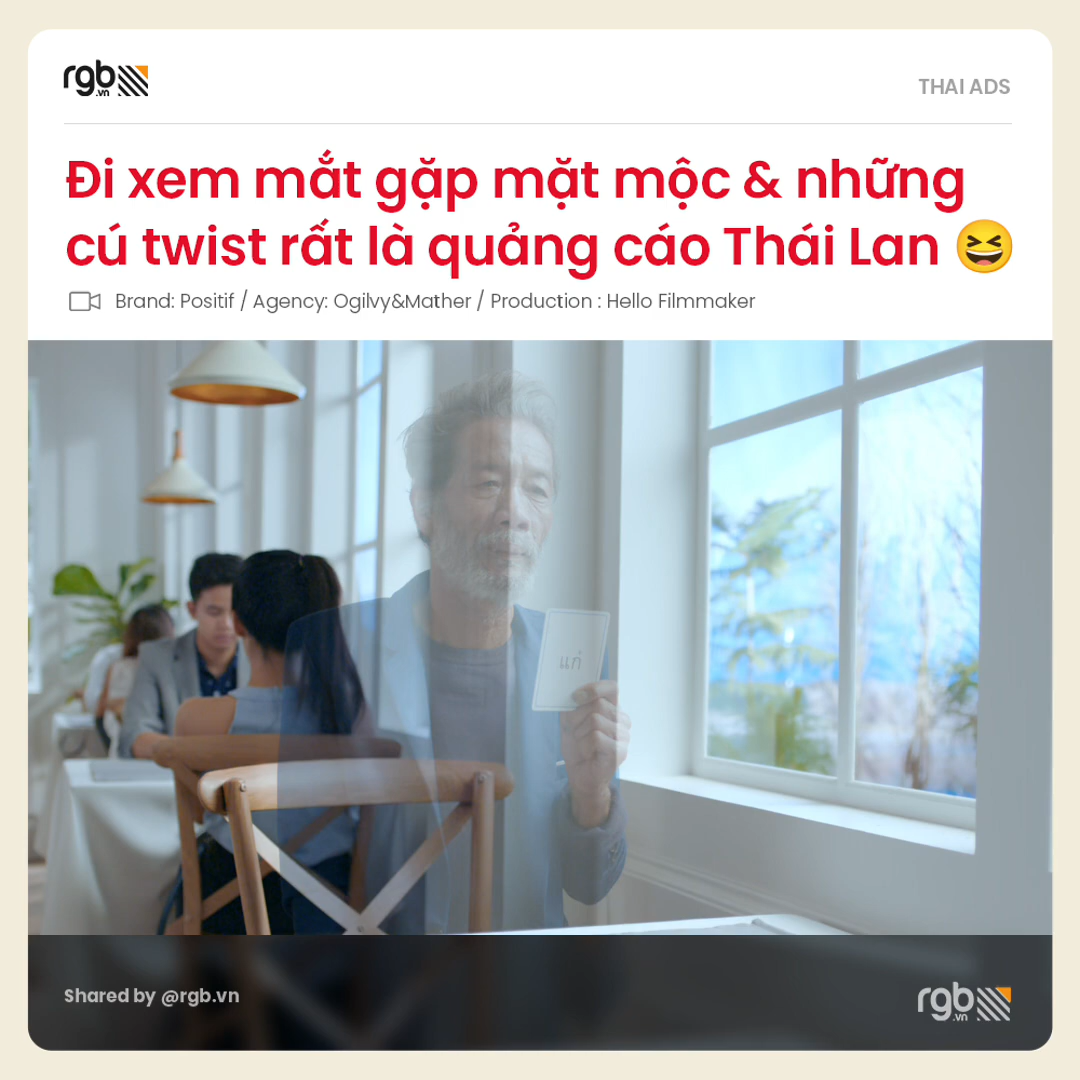 rgb
.vn
THAI ADS
Đi xem mắt gặp mặt mộc & những
cú twist rất là quảng cáo Thái Lan 😆
Brand: Positif / Agency: Ogilvy&Mather / Production : Hello Filmmaker
แก่
Shared by @rgb.vn
rgb
.vn